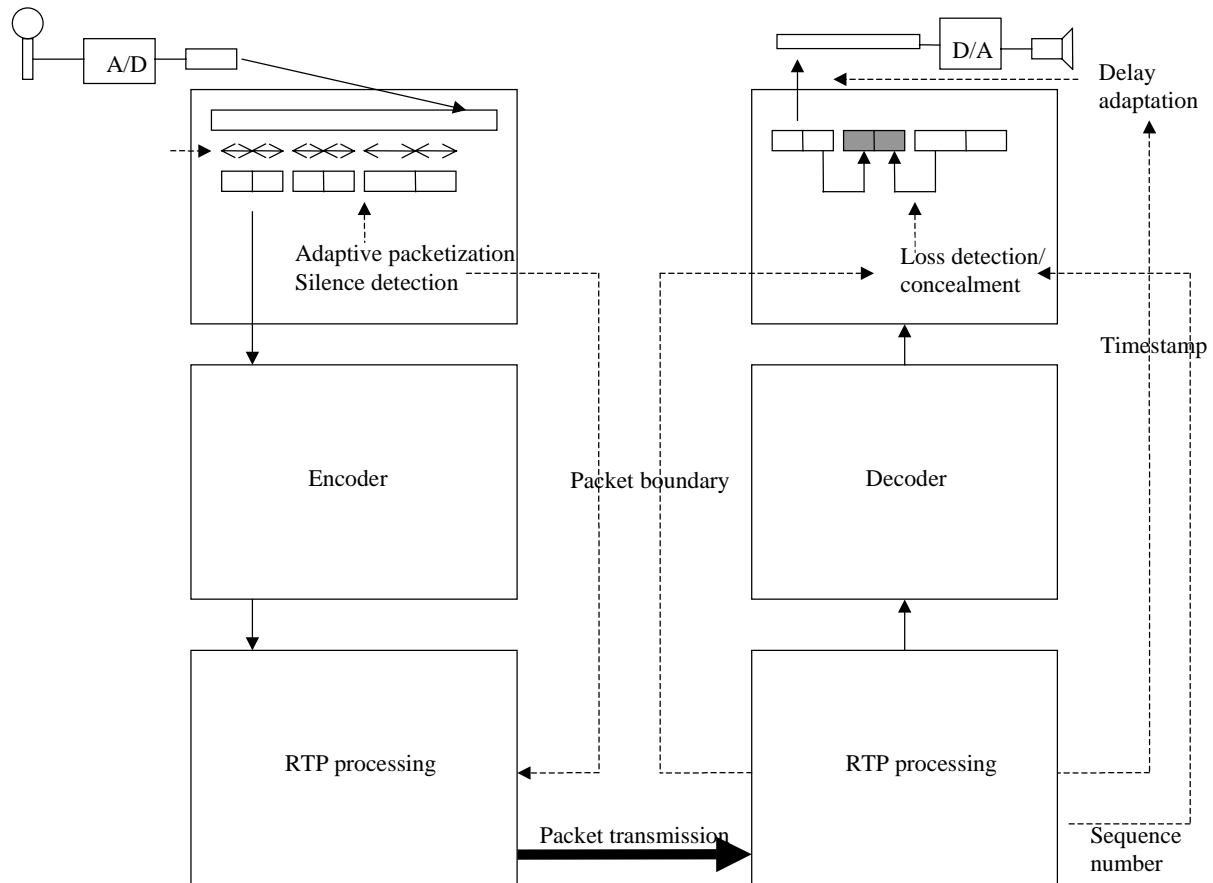 A/D
D/A
Delay
adaptation
Adaptive packetization
Silence detection
Loss detection/
concealment
Timestamp
Encoder
Packet boundary
Decoder
RTP processing
RTP processing
Packet transmission
Sequence
number